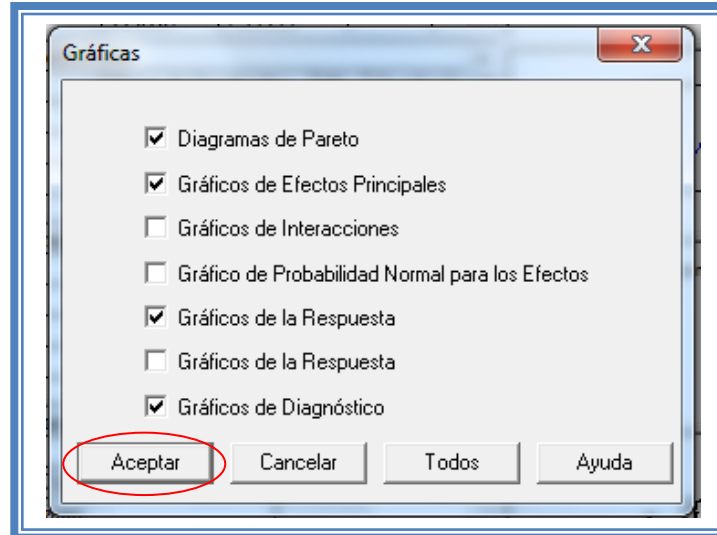 Gráficas
Diagramas de Pareto
Gráficos de Efectos Principales
Gráficos de Interacciones
Gráfico de Probabilidad Normal para los Efectos
Gráficos de la Respuesta
Gráficos de la Respuesta
Gráficos de Diagnóstico
Aceptar Cancelar Todos Ayuda